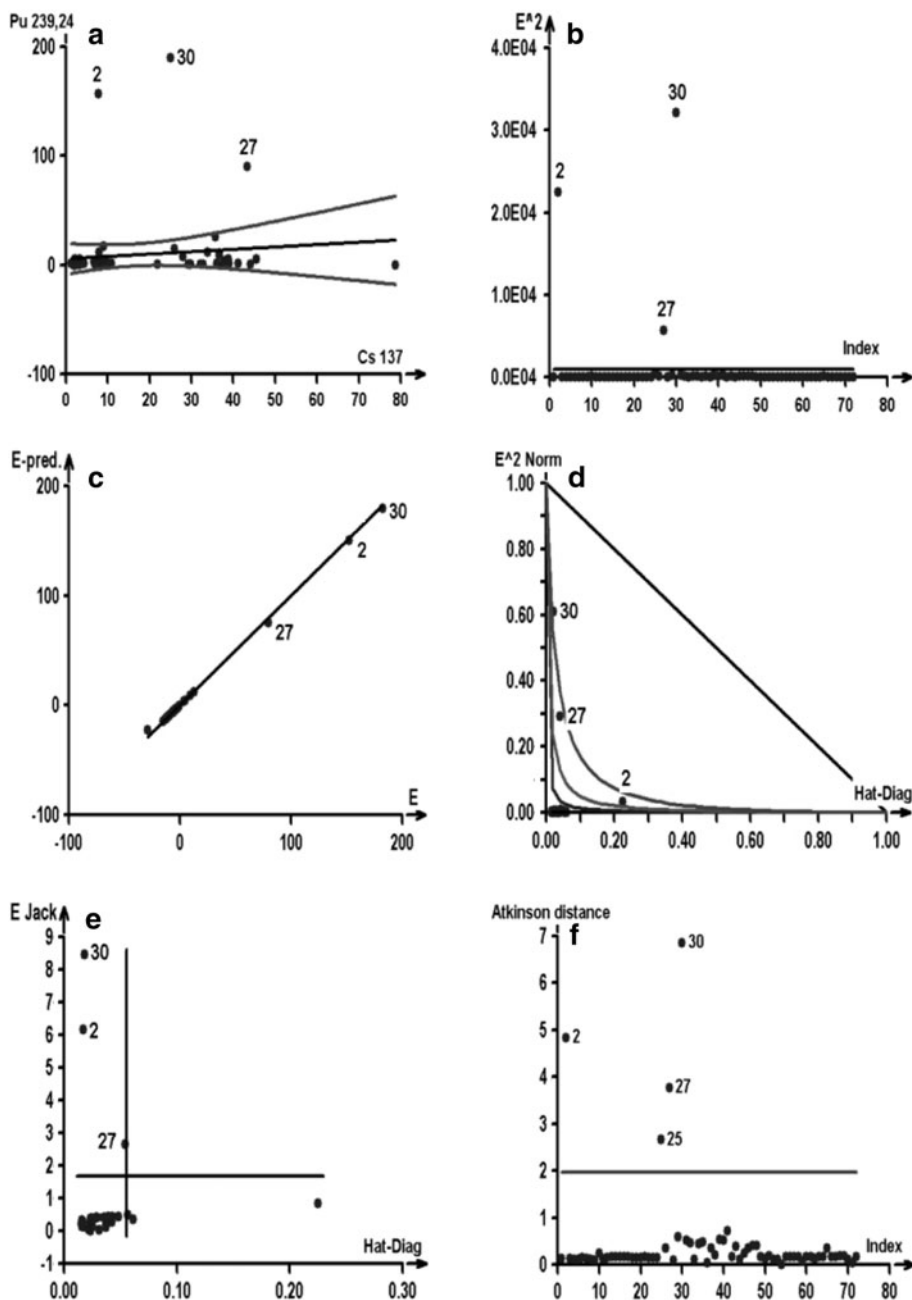 Pu 239,24
a
200
100
0
-100
2
30
27
Cs 137
0 10 20 30 40 50 60 70 80
E^2
b
4.0E04
3.0E04
2.0E04
1.0E04
0.0E04
2
30
27
Index
0 10 20 30 40 50 60 70 80
E-pred.
c
200
100
0
-100
30
2
27
E
-100 0 100 200
E^2 Norm
d
1.00
0.80
0.60
0.40
0.20
0.00
30
27
2
Hat-Diag
0.00 0.20 0.40 0.60 0.80 1.00
E Jack
e
9
8
7
6
5
4
3
2
1
0
-1
30
2
27
Hat-Diag
0.00 0.10 0.20 0.30
Atkinson distance
f
7
6
5
4
3
2
1
0
30
2
27
25
Index
0 10 20 30 40 50 60 70 80